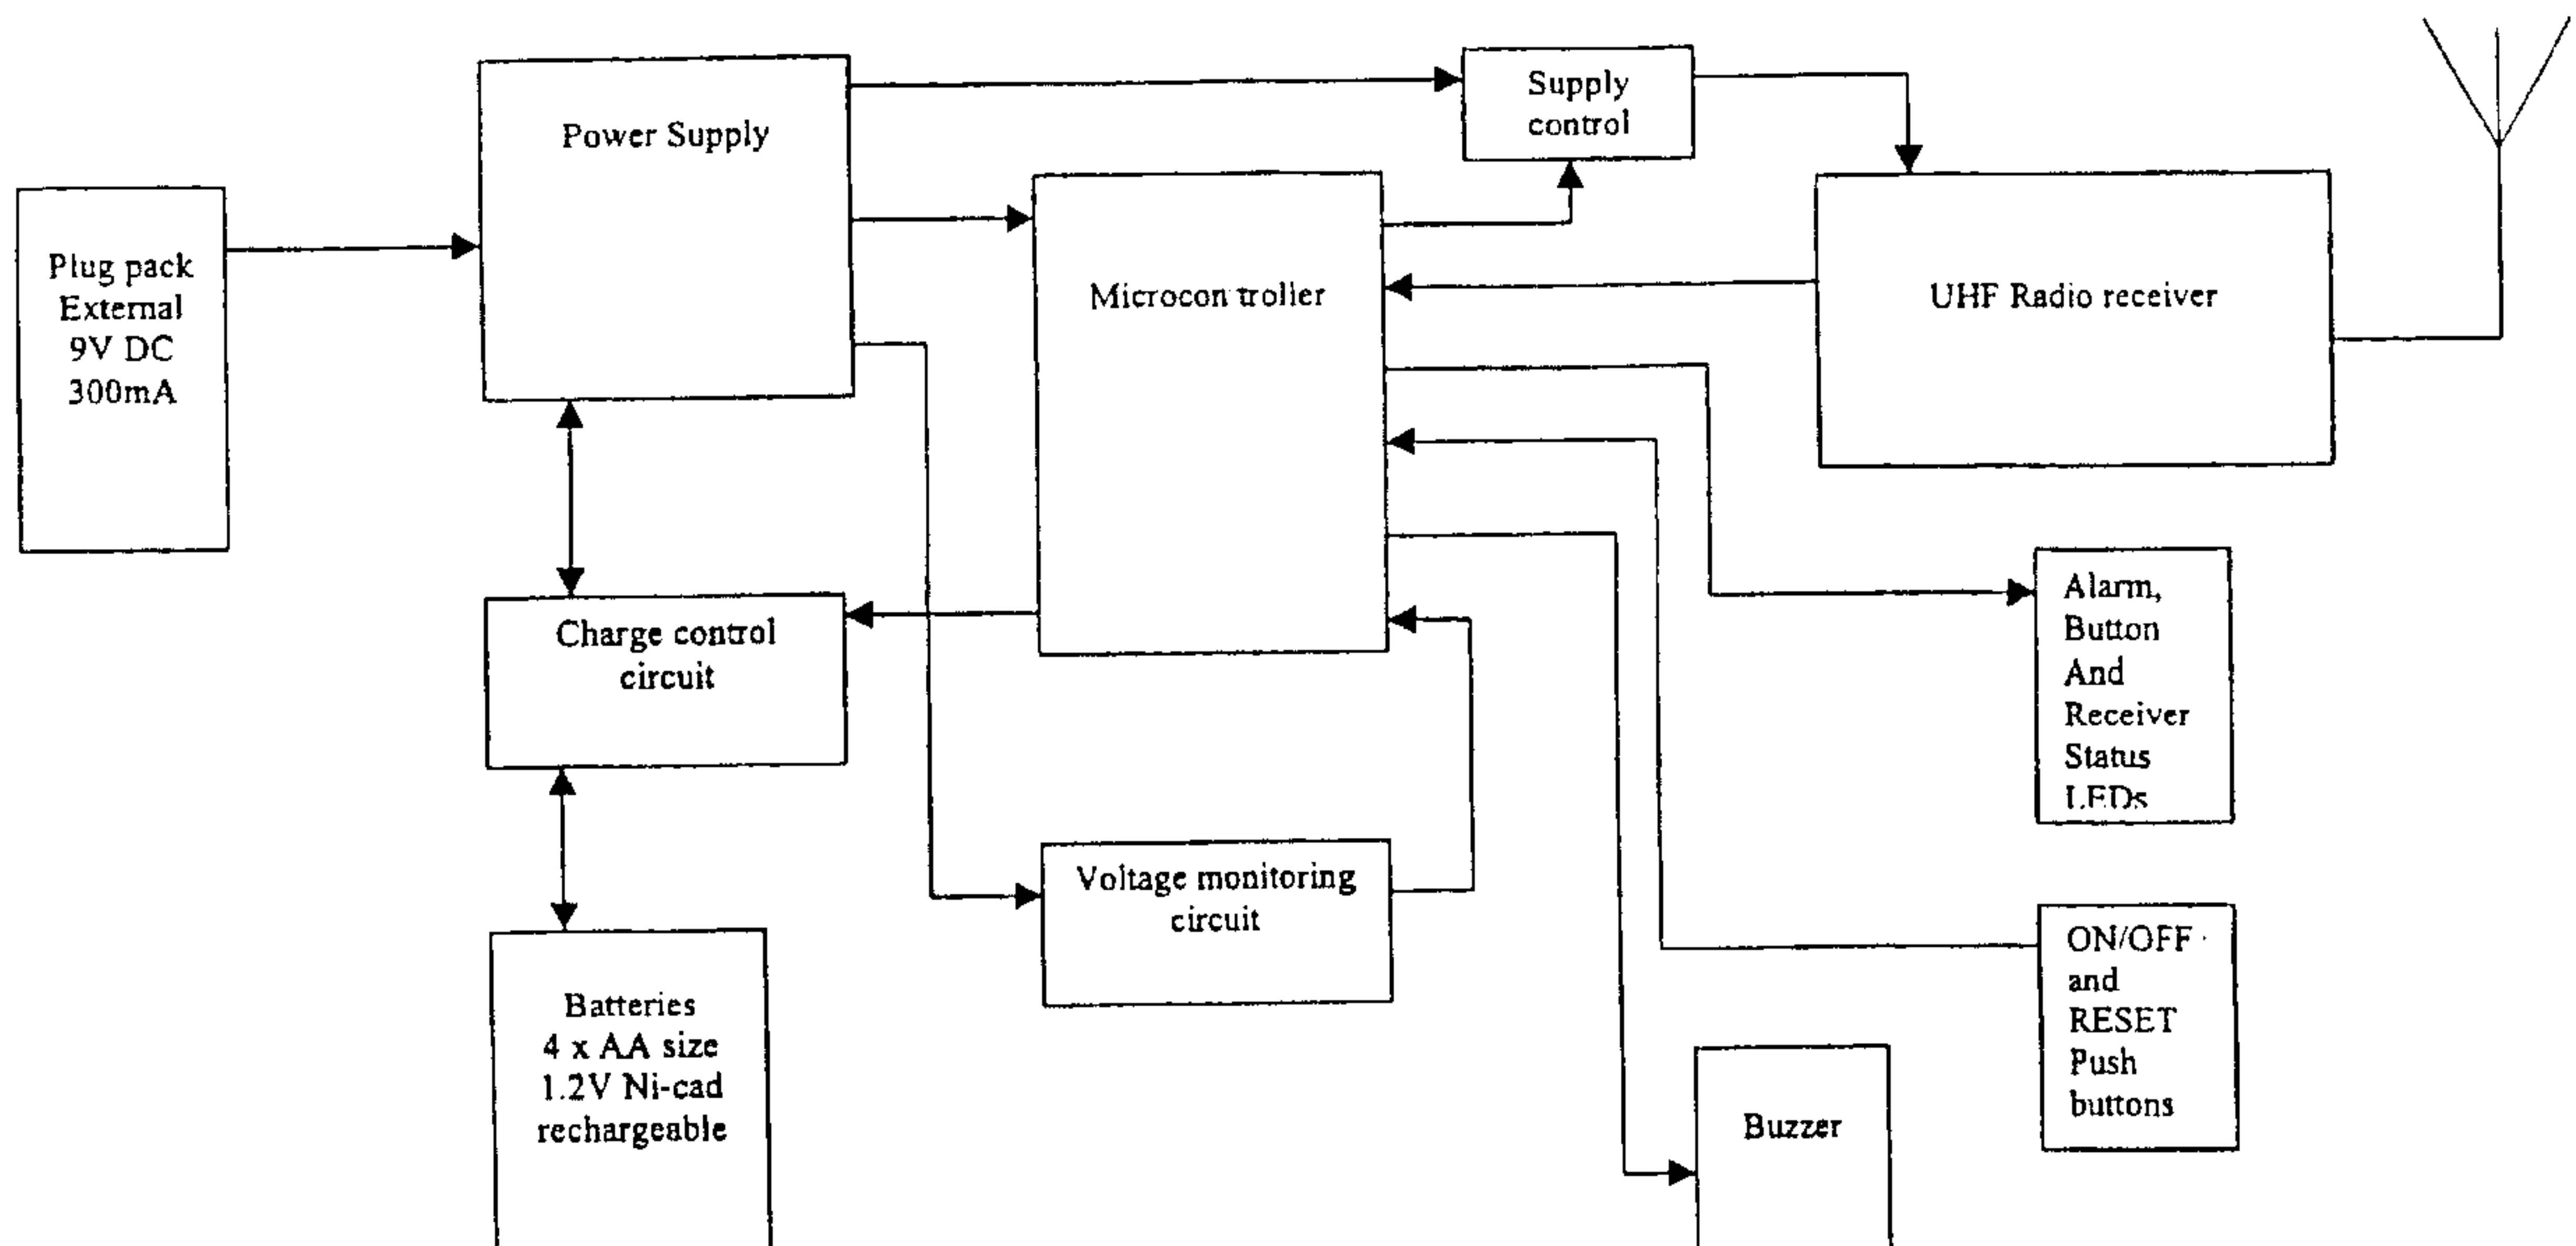 Power Supply
Supply
control
Plug pack
External
9V DC
300mA
Microcon troller
UHF Radio receiver
Charge control
circuit
Alarm,
Button
And
Receiver
Status
LEDs
Voltage monitoring
circuit
ON/OFF
and
RESET
Push
buttons
Batteries
4 x AA size
1.2V Ni-cad
rechargeable
Buzzer